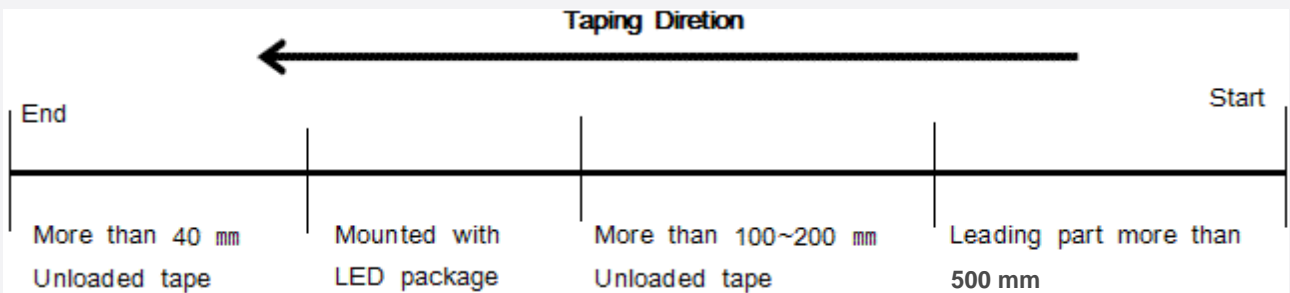 Taping Diretion
End
Start
More than 40 mm
Unloaded tape
Mounted with
LED package
More than 100~200 mm
Unloaded tape
Leading part more than
500 mm